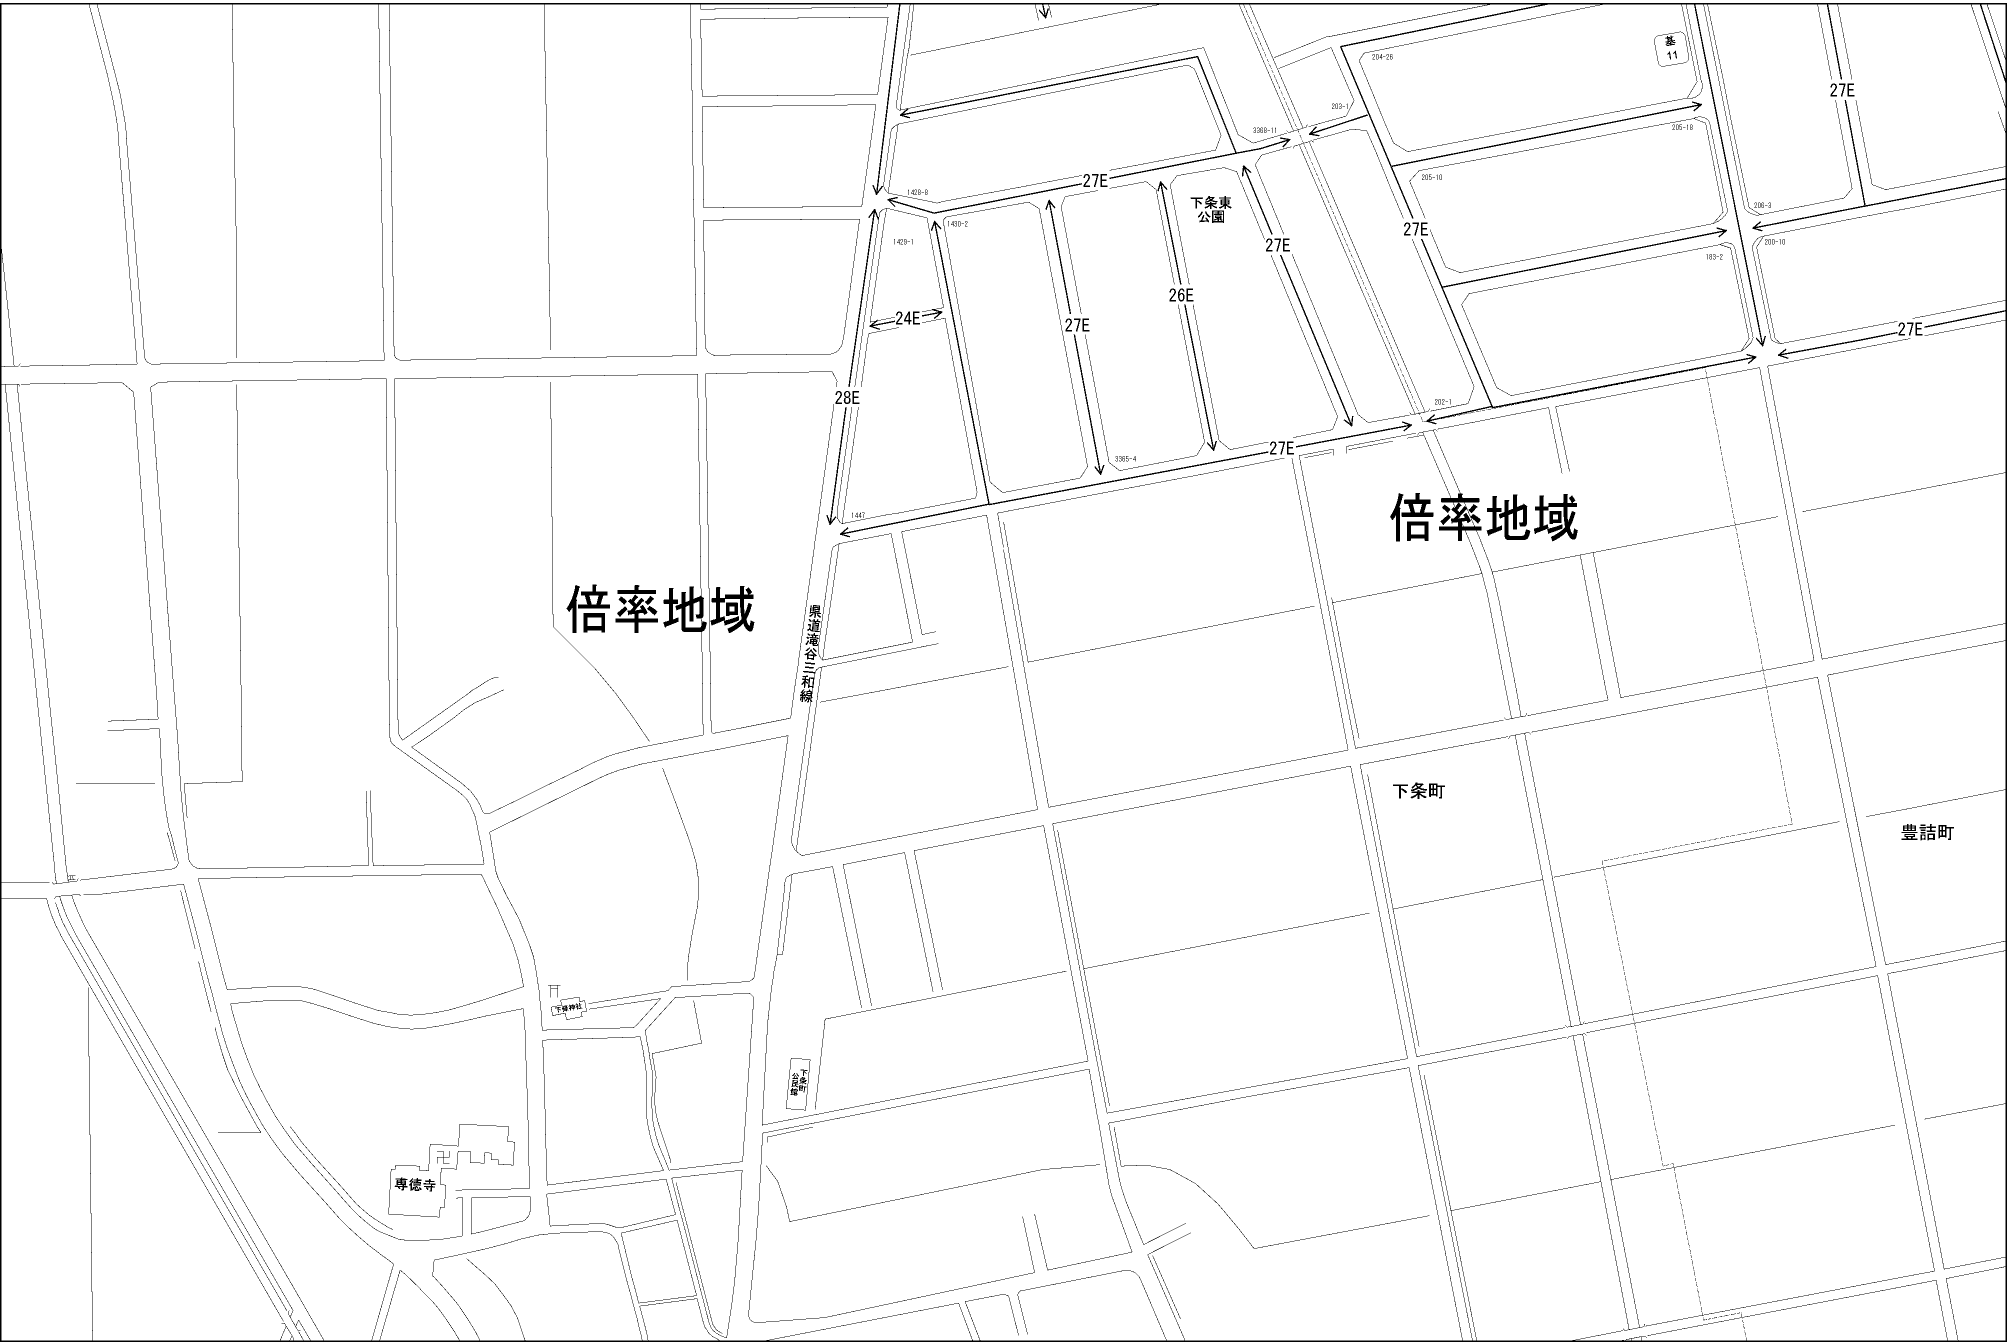 204-26
基
11
27E
203-1
3368-11
205-18
27E
1428-8
205-10
下条東
公園
206-3
27E
1430-2
1429-1
27E
200-10
183-2
26E
24E
27E
27E
28E
202-1
27E
3365-4
1447
倍率地域
倍率地域
県道滝谷三和線
下条町
豊詰町
下條神社
下条町
公民館
専徳寺